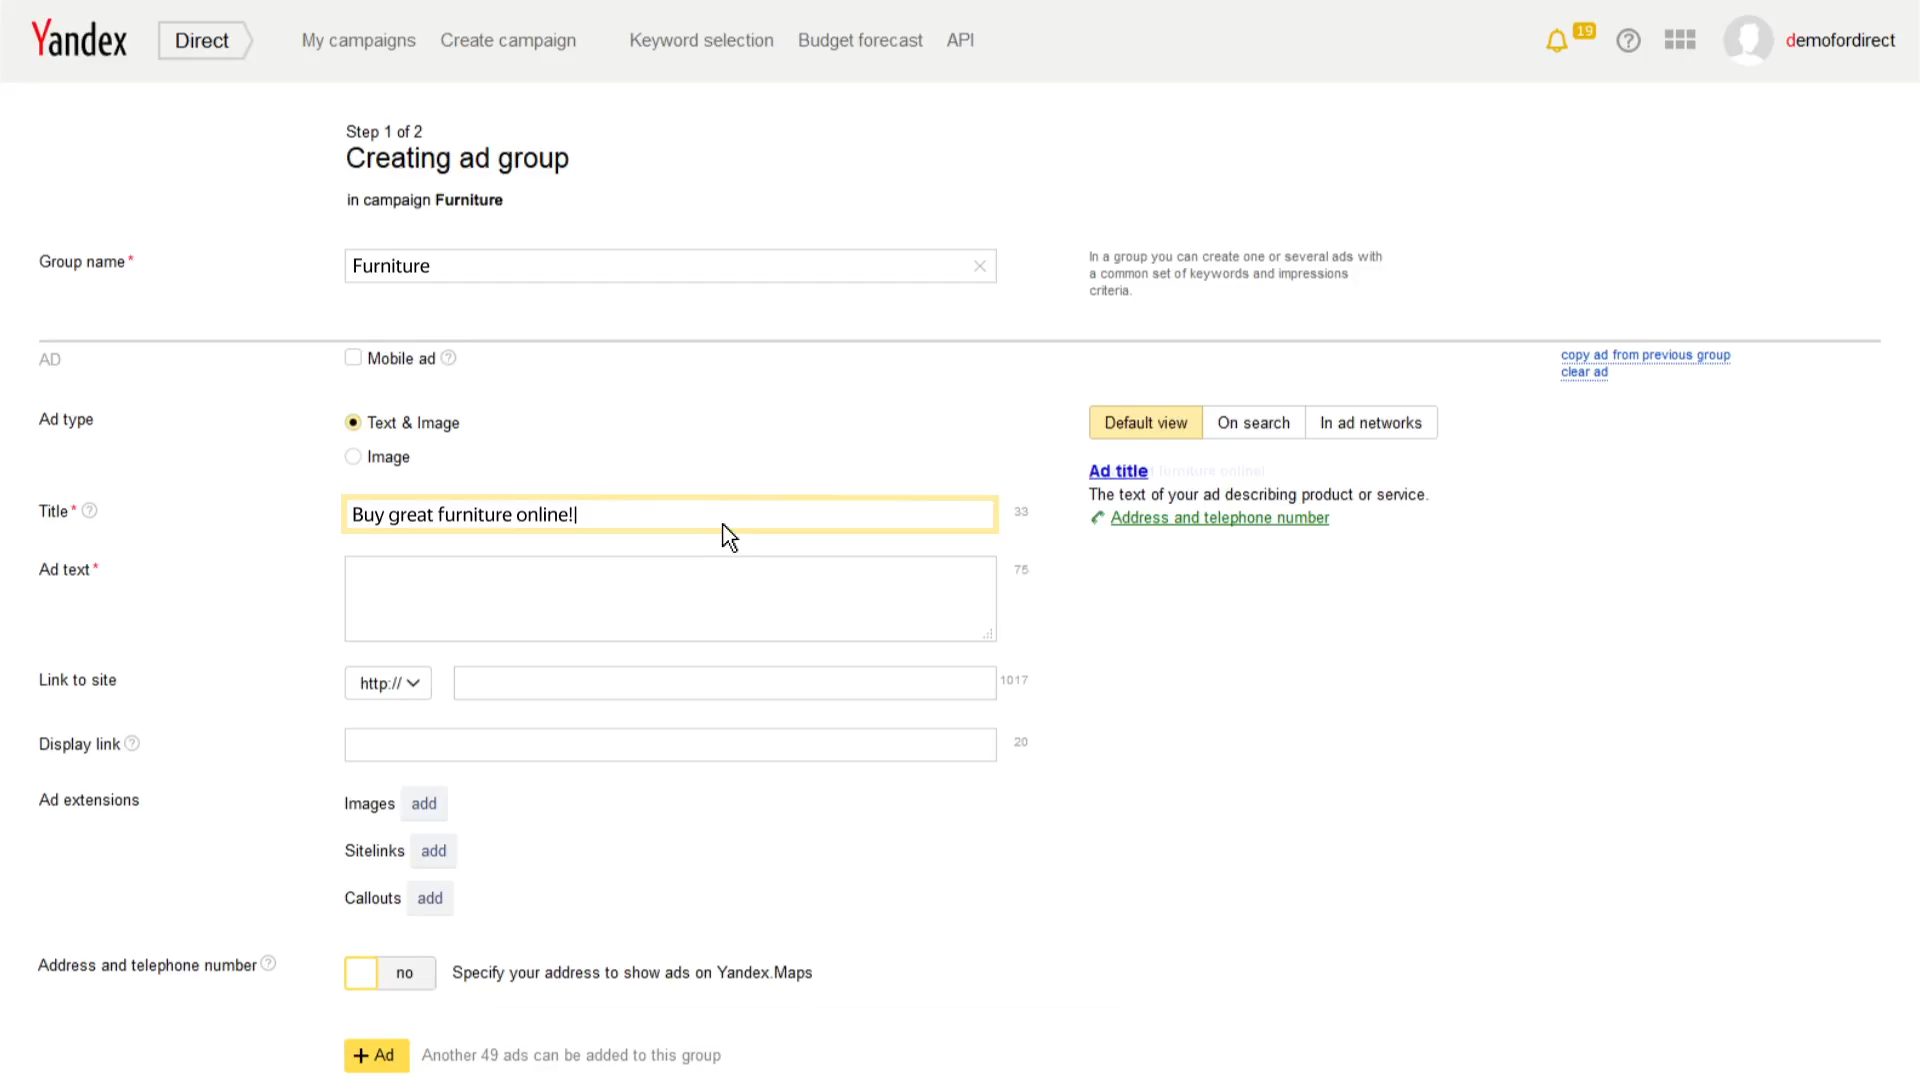 Yandex Direct My campaigns Create campaign Keyword selection Budget forecast API 19 ? demofordirect
Step 1 of 2
Creating ad group
in campaign Furniture
Group name * Furniture
In a group you can create one or several ads with
a common set of keywords and impressions
criteria.
AD Mobile ad ? copy ad from previous group
clear ad
Ad type Text & Image Default view On search In ad networks
Image
Ad title furniture online!
The text of your ad describing product or service.
Address and telephone number
Title * ? Buy great furniture online! 33
Ad text * 75
Link to site http:// 1017
Display link ? 20
Ad extensions Images add
Sitelinks add
Callouts add
Address and telephone number ? no Specify your address to show ads on Yandex.Maps
+ Ad Another 49 ads can be added to this group